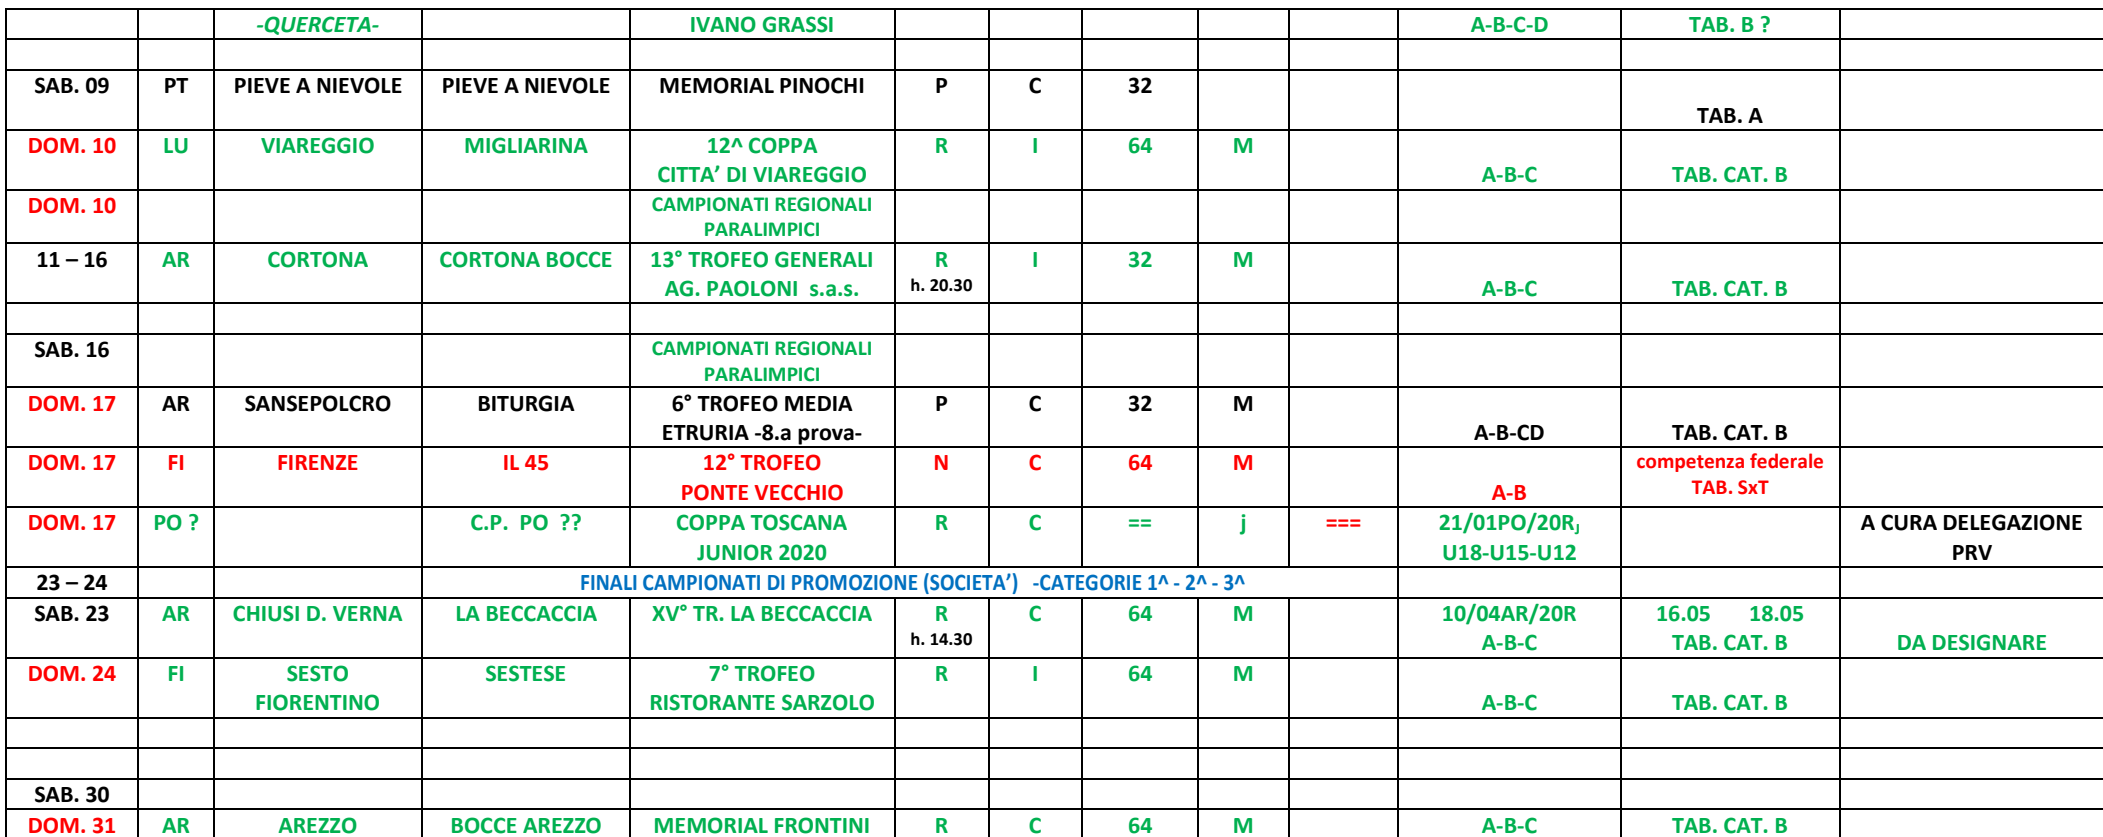 -QUERCETA- IVANO GRASSI A-B-C-D TAB. B ?
SAB. 09 PT PIEVE A NIEVOLE PIEVE A NIEVOLE MEMORIAL PINOCHI P C 32
TAB. A
DOM. 10 LU VIAREGGIO MIGLIARINA 12^ COPPA R I 64 M
CITTA’ DI VIAREGGIO A-B-C TAB. CAT. B
DOM. 10 CAMPIONATI REGIONALI
PARALIMPICI
11 – 16 AR CORTONA CORTONA BOCCE 13° TROFEO GENERALI R I 32 M
AG. PAOLONI s.a.s. h. 20.30 A-B-C TAB. CAT. B
SAB. 16 CAMPIONATI REGIONALI
PARALIMPICI
DOM. 17 AR SANSEPOLCRO BITURGIA 6° TROFEO MEDIA P C 32 M
ETRURIA -8.a prova- A-B-CD TAB. CAT. B
DOM. 17 FI FIRENZE IL 45 12° TROFEO N C 64 M competenza federale
PONTE VECCHIO A-B TAB. SxT
DOM. 17 PO ? C.P. PO ?? COPPA TOSCANA R C == j === 21/01PO/20RJ A CURA DELEGAZIONE
JUNIOR 2020 U18-U15-U12 PRV
23 – 24 FINALI CAMPIONATI DI PROMOZIONE (SOCIETA’) -CATEGORIE 1^ - 2^ - 3^
SAB. 23 AR CHIUSI D. VERNA LA BECCACCIA XV° TR. LA BECCACCIA R C 64 M 10/04AR/20R 16.05 18.05
h. 14.30 A-B-C TAB. CAT. B DA DESIGNARE
DOM. 24 FI SESTO SESTESE 7° TROFEO R I 64 M
FIORENTINO RISTORANTE SARZOLO A-B-C TAB. CAT. B
SAB. 30
DOM. 31 AR AREZZO BOCCE AREZZO MEMORIAL FRONTINI R C 64 M A-B-C TAB. CAT. B